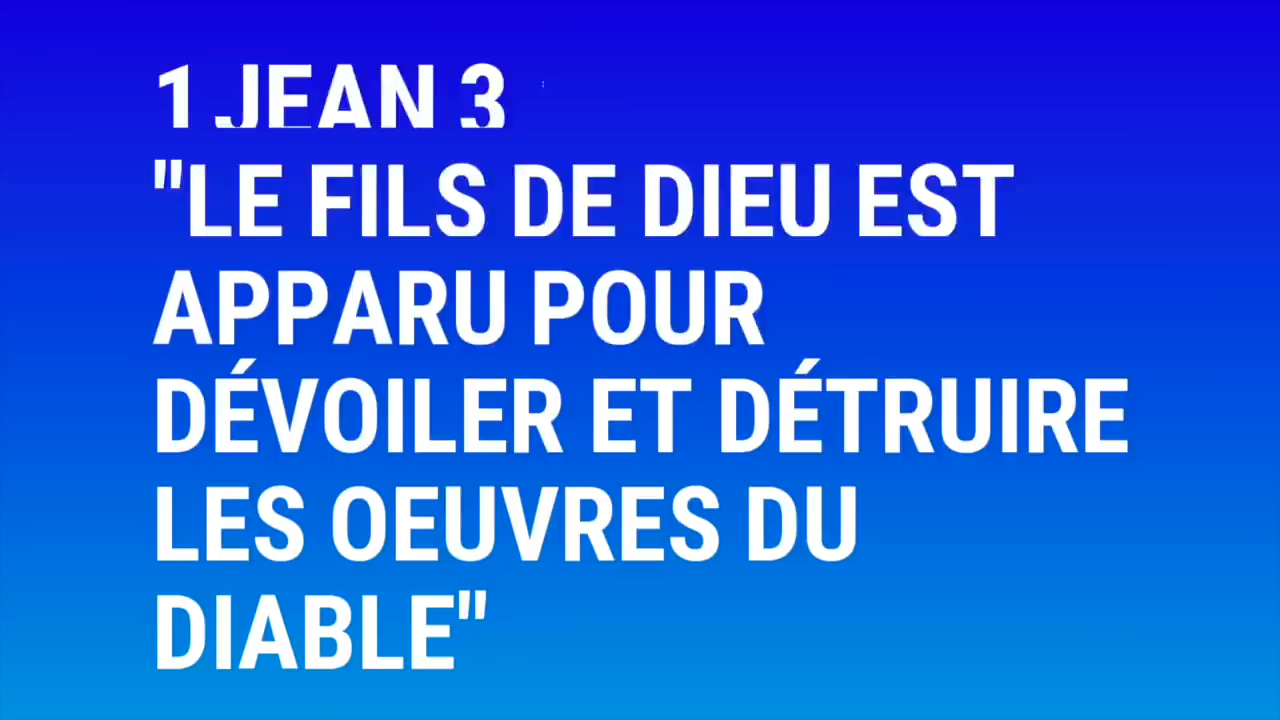 1 JEAN 3
"LE FILS DE DIEU EST
APPARU POUR
DÉVOILER ET DÉTRUIRE
LES OEUVRES DU
DIABLE"